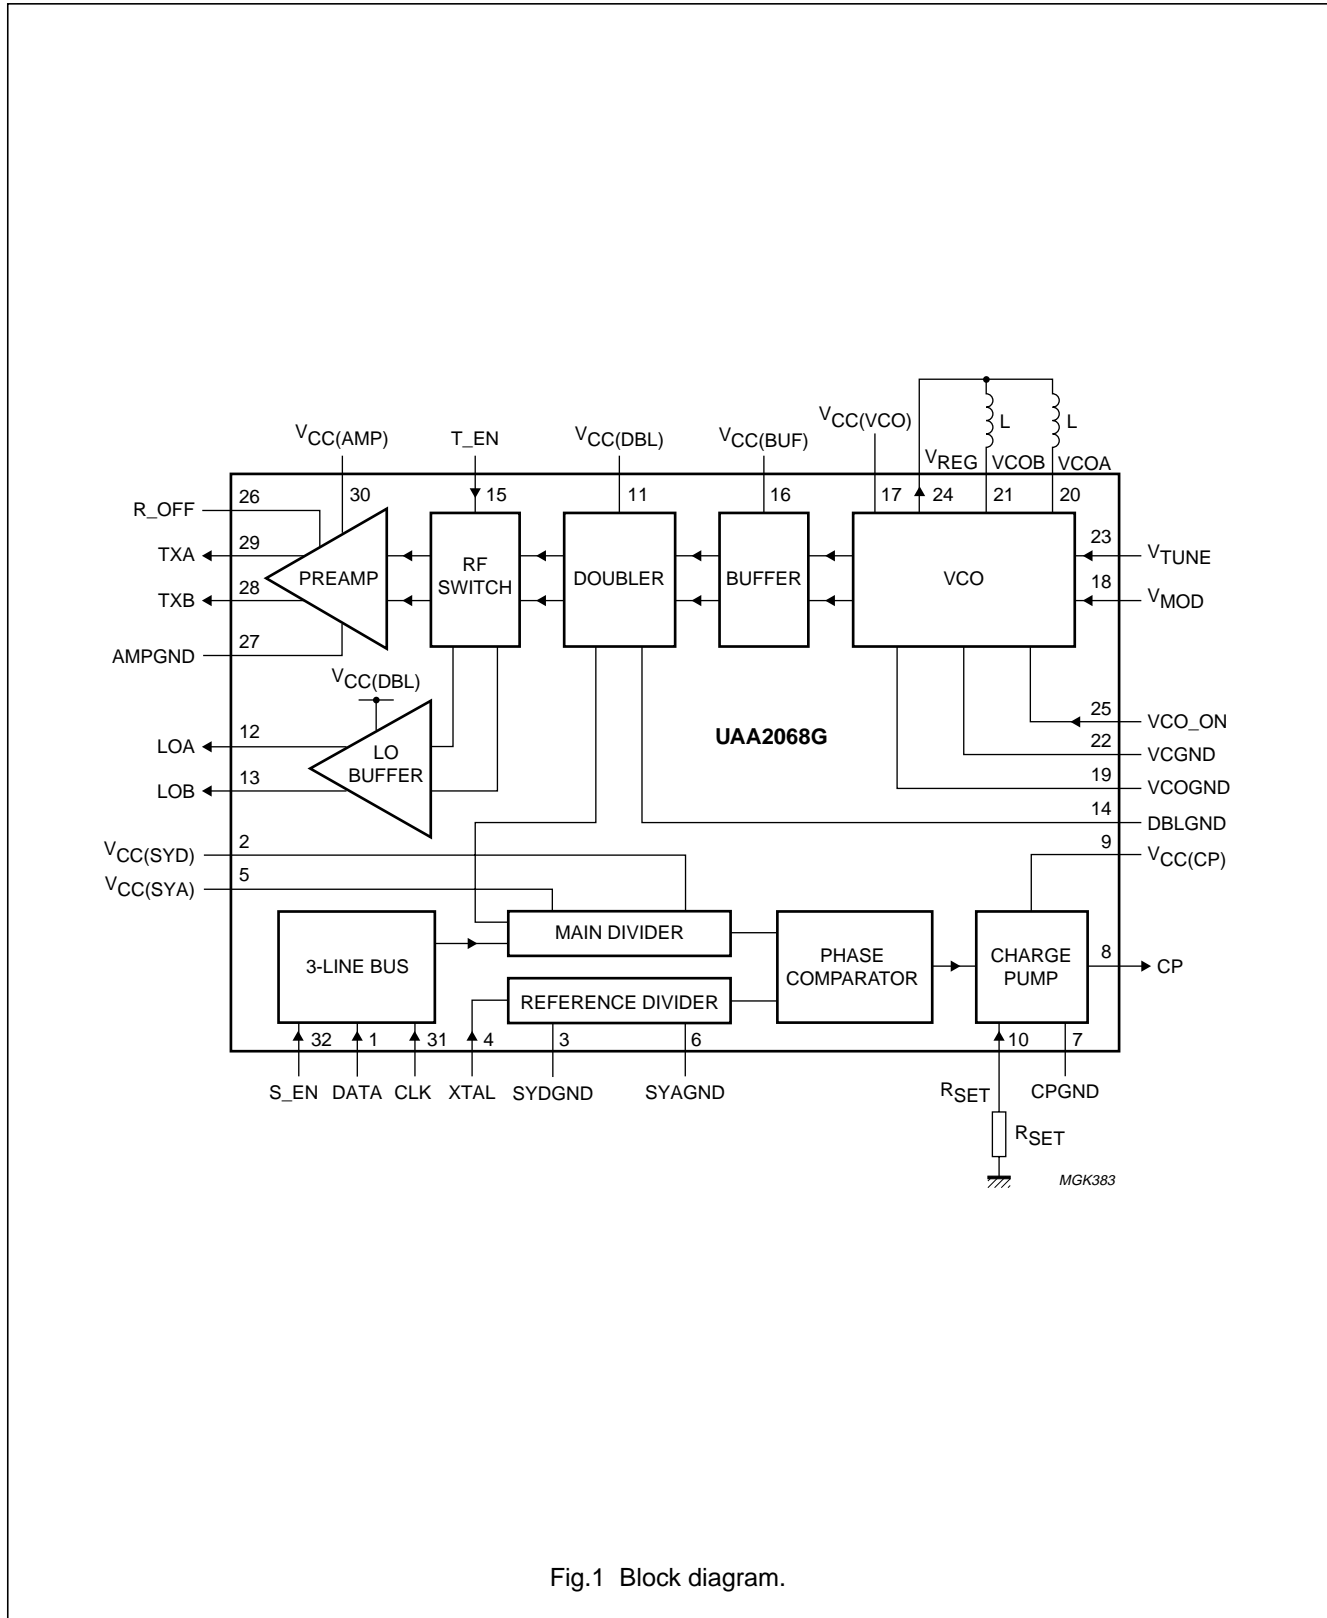 VCC(AMP)
T_EN
VCC(DBL)
VCC(BUF)
VCC(VCO)
L
L
VREG
VCOB
VCOA
30
15
11
16
17
24
21
20
26
R_OFF
29
TXA
28
TXB
27
AMPGND
PREAMP
RF
SWITCH
DOUBLER
BUFFER
VCO
23
VTUNE
18
VMOD
VCC(DBL)
12
LOA
13
LOB
LO
BUFFER
UAA2068G
25
VCO_ON
22
VCGND
19
VCOGND
14
DBLGND
9
VCC(CP)
2
VCC(SYD)
5
VCC(SYA)
3-LINE BUS
MAIN DIVIDER
REFERENCE DIVIDER
PHASE
COMPARATOR
CHARGE
PUMP
8
CP
32
1
31
4
3
6
10
7
S_EN
DATA
CLK
XTAL
SYDGND
SYAGND
RSET
CPGND
RSET
MGK383
Fig.1 Block diagram.